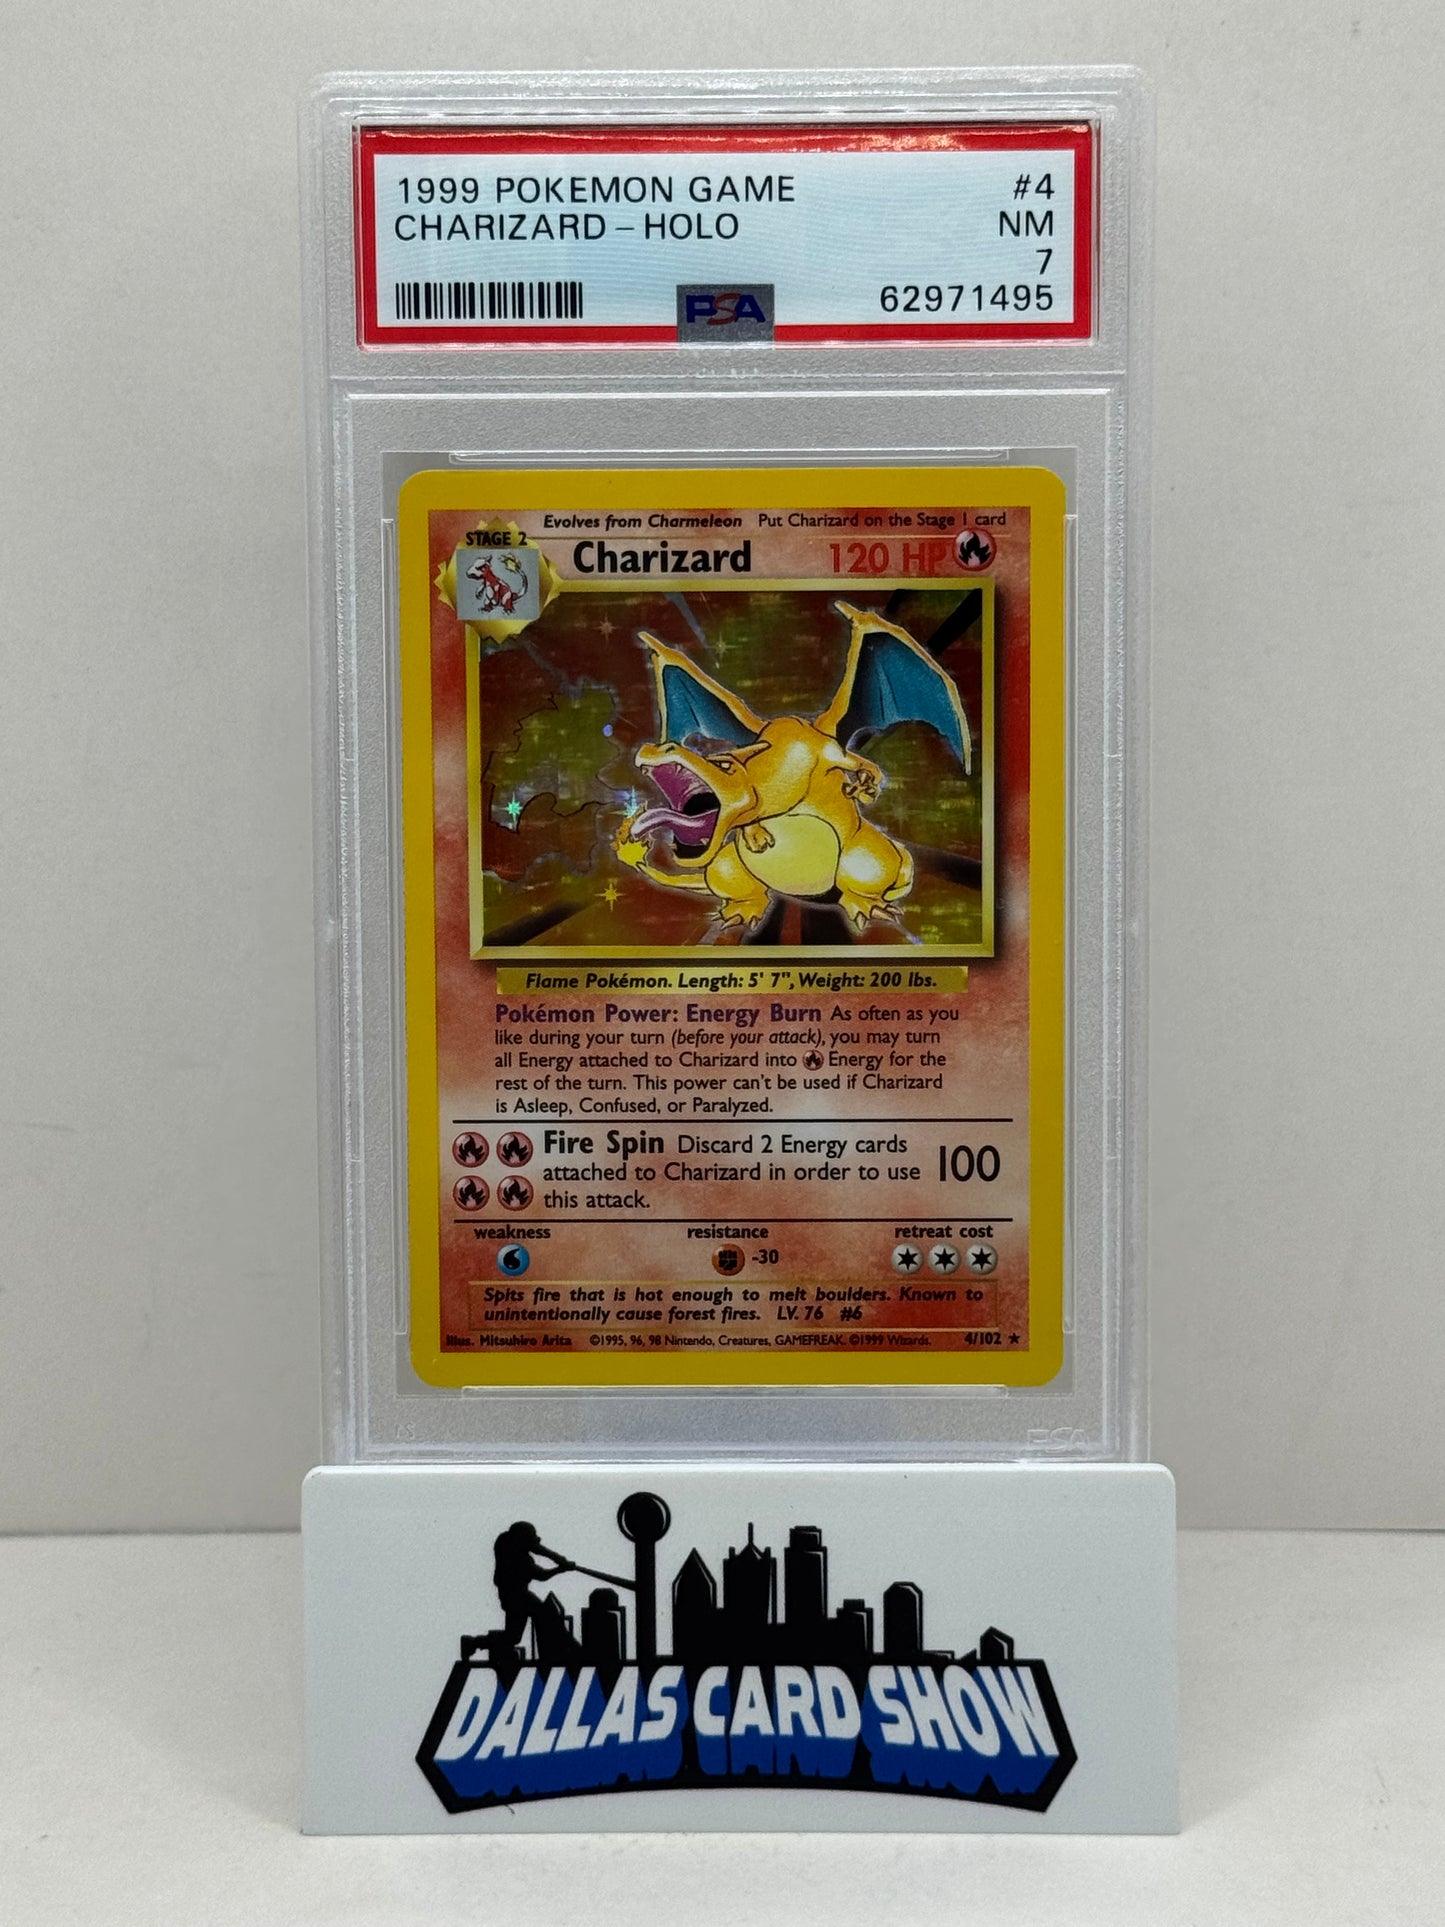 1999 POKEMON GAME #4
CHARIZARD – HOLO NM
7
PSA 62971495
Evolves from Charmeleon Put Charizard on the Stage 1 card
STAGE 2
Charizard 120 HP
Flame Pokémon. Length: 5' 7", Weight: 200 lbs.
Pokémon Power: Energy Burn As often as you
like during your turn (before your attack), you may turn
all Energy attached to Charizard into Energy for the
rest of the turn. This power can't be used if Charizard
is Asleep, Confused, or Paralyzed.
Fire Spin Discard 2 Energy cards
attached to Charizard in order to use 100
this attack.
weakness resistance retreat cost
-30
Spits fire that is hot enough to melt boulders. Known to
unintentionally cause forest fires. LV. 76 #6
Illus. Mitsuhiro Arita ©1995, 96, 98 Nintendo, Creatures, GAMEFREAK. ©1999 Wizards. 4/102 ★
PSA
DALLAS CARD SHOW